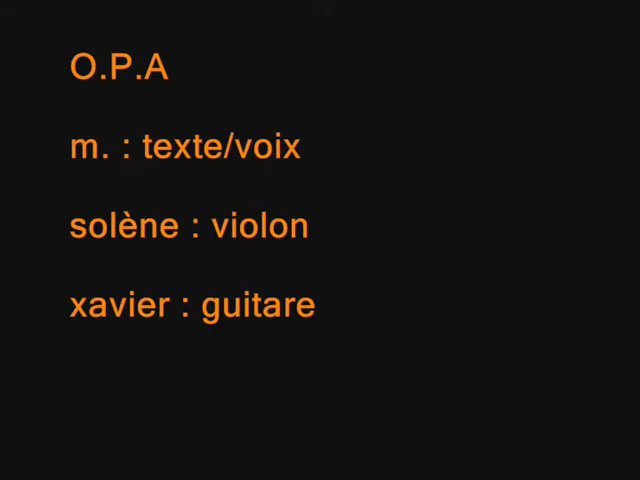 O.P.A
m. : texte/voix
solène : violon
xavier : guitare